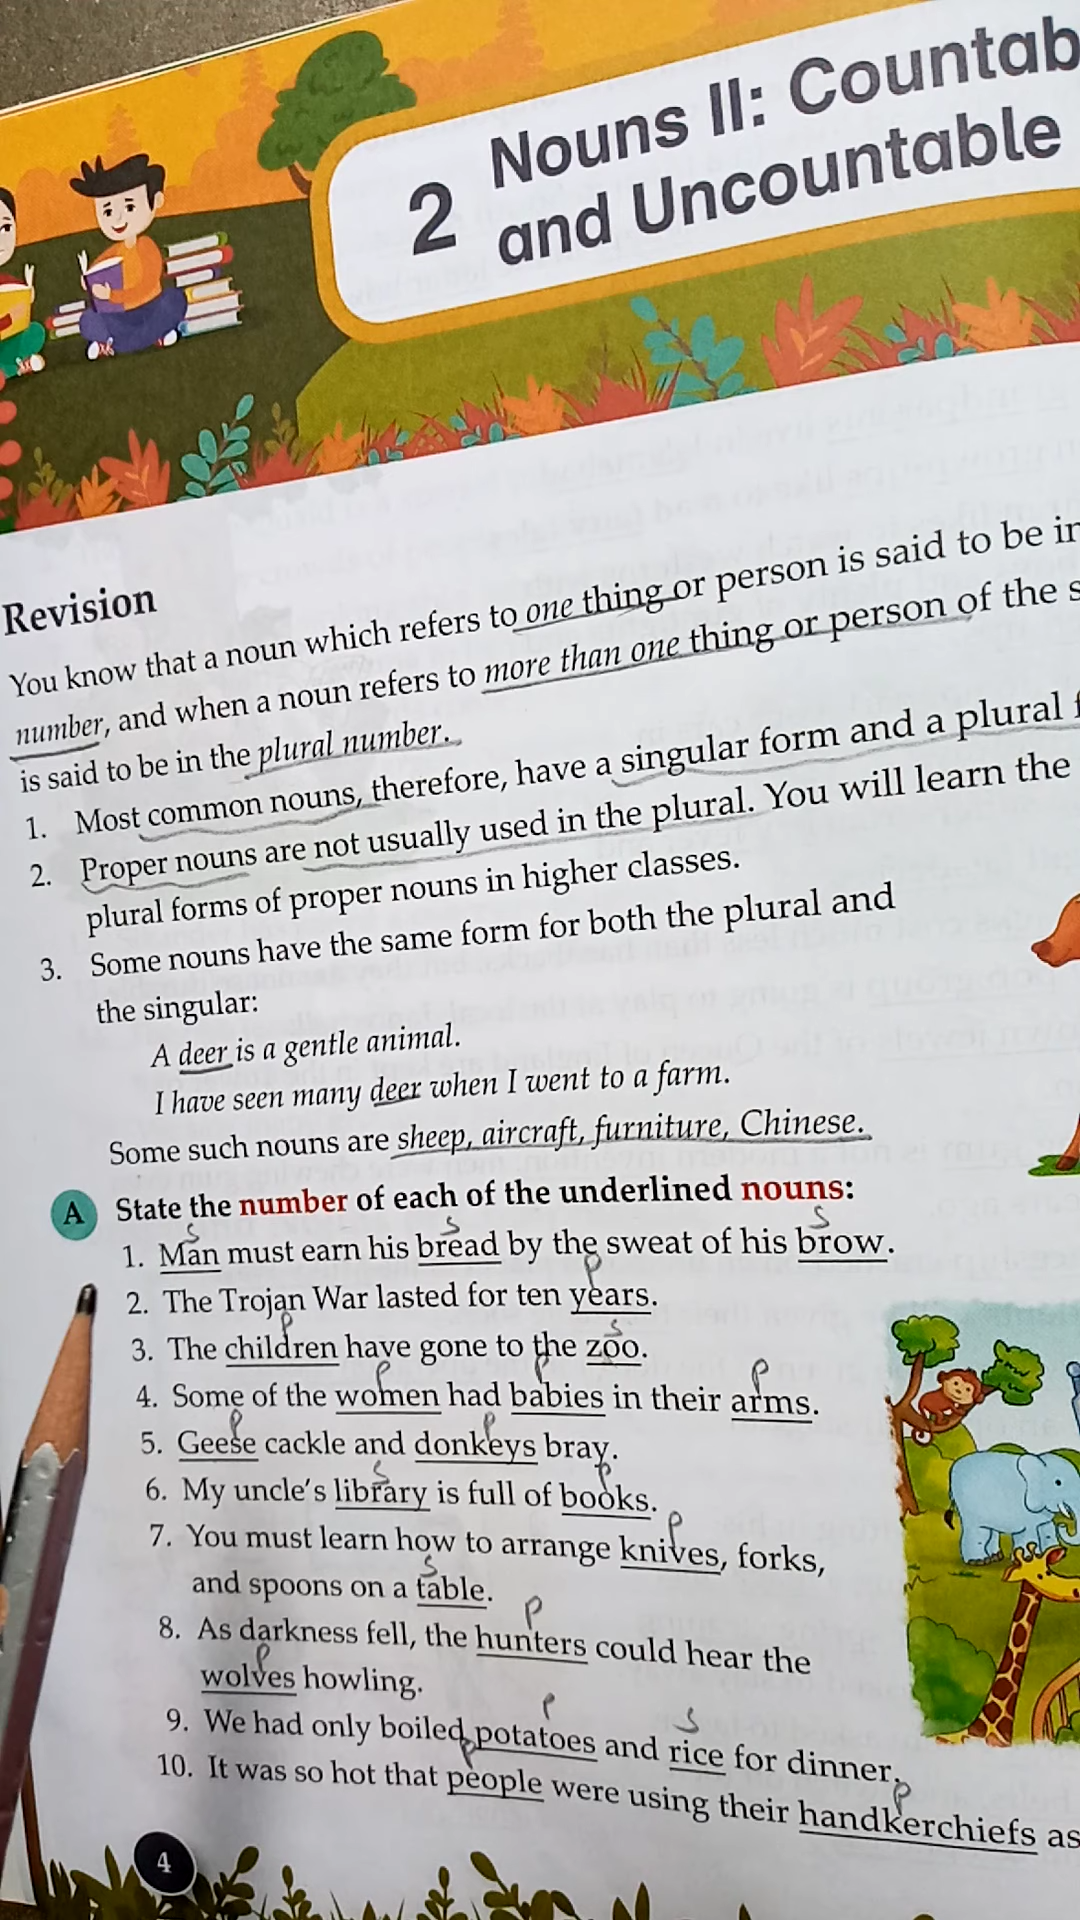 2 Nouns II: Countab
and Uncountable
Revision
You know that a noun which refers to one thing or person is said to be in
number, and when a noun refers to more than one thing or person of the s
is said to be in the plural number.
1. Most common nouns, therefore, have a singular form and a plural f
2. Proper nouns are not usually used in the plural. You will learn the
plural forms of proper nouns in higher classes.
3. Some nouns have the same form for both the plural and
the singular:
A deer is a gentle animal.
I have seen many deer when I went to a farm.
Some such nouns are sheep, aircraft, furniture, Chinese.
A State the number of each of the underlined nouns:
s s s
1. Man must earn his bread by the sweat of his brow.
p
2. The Trojan War lasted for ten years.
p s
3. The children have gone to the zoo.
p p p
4. Some of the women had babies in their arms.
p p
5. Geese cackle and donkeys bray.
s p
6. My uncle's library is full of books.
p
7. You must learn how to arrange knives, forks,
s
and spoons on a table.
p
8. As darkness fell, the hunters could hear the
p
wolves howling.
p s
9. We had only boiled potatoes and rice for dinner.
p p
10. It was so hot that people were using their handkerchiefs as
4